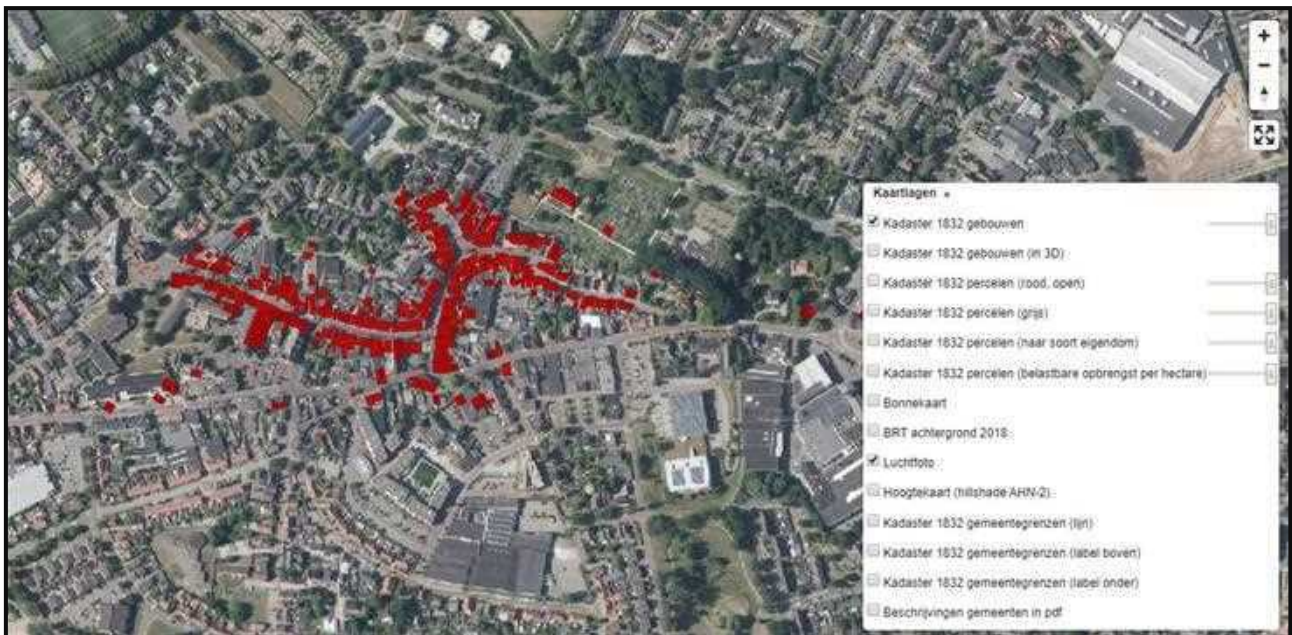 +
−
Kaartlagen
Kadaster 1832 gebouwen
Kadaster 1832 gebouwen (in 3D)
Kadaster 1832 percelen (rood, open)
Kadaster 1832 percelen (grijs)
Kadaster 1832 percelen (naar soort eigendom)
Kadaster 1832 percelen (belastbare opbrengst per hectare)
Bonnekaart
BRT achtergrond 2018
Luchtfoto
Hoogtekaart (hillshade AHN-2)
Kadaster 1832 gemeentegrenzen (lijn)
Kadaster 1832 gemeentegrenzen (label boven)
Kadaster 1832 gemeentegrenzen (label onder)
Beschrijvingen gemeenten in pdf